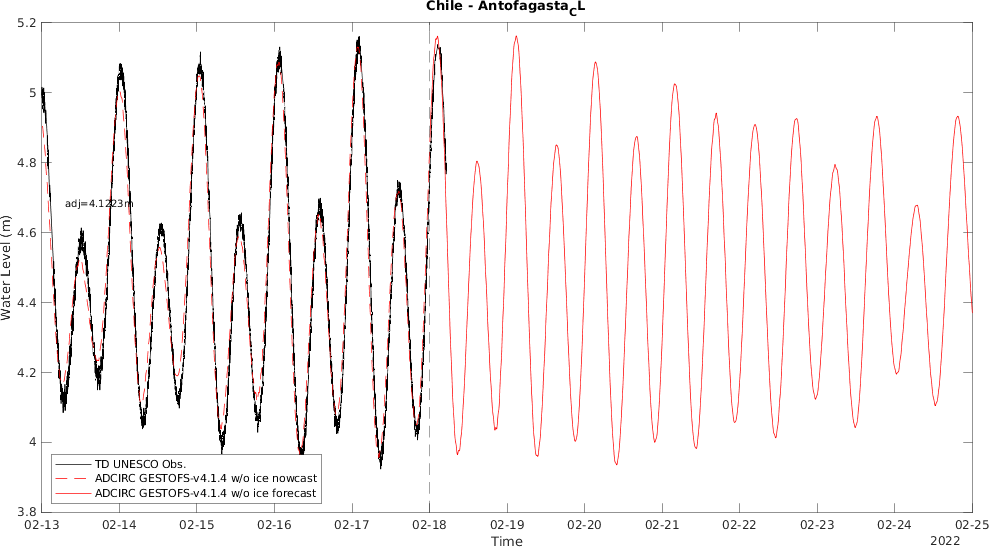 Chile - Antofagasta_CL
5.2
5
4.8
4.6
4.4
4.2
4
3.8
Water Level (m)
adj=4.1223m
TD UNESCO Obs.
ADCIRC GESTOFS-v4.1.4 w/o ice nowcast
ADCIRC GESTOFS-v4.1.4 w/o ice forecast
02-13 02-14 02-15 02-16 02-17 02-18 02-19 02-20 02-21 02-22 02-23 02-24 02-25
Time
2022